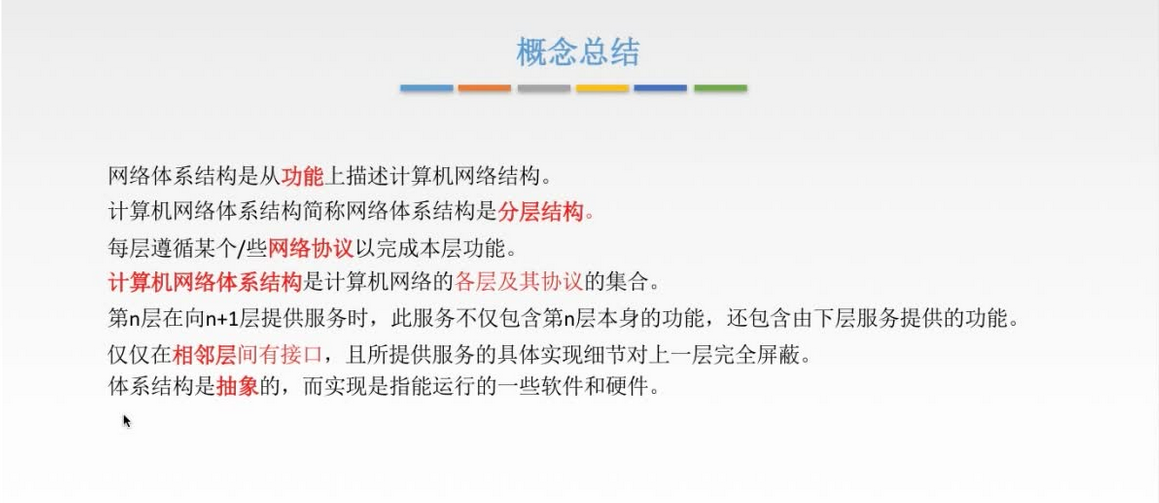 概念总结
网络体系结构是从功能上描述计算机网络结构。
计算机网络体系结构简称网络体系结构是分层结构。
每层遵循某个/些网络协议以完成本层功能。
计算机网络体系结构是计算机网络的各层及其协议的集合。
第n层在向n+1层提供服务时，此服务不仅包含第n层本身的功能，还包含由下层服务提供的功能。
仅仅在相邻层间有接口，且所提供服务的具体实现细节对上一层完全屏蔽。
体系结构是抽象的，而实现是指能运行的一些软件和硬件。